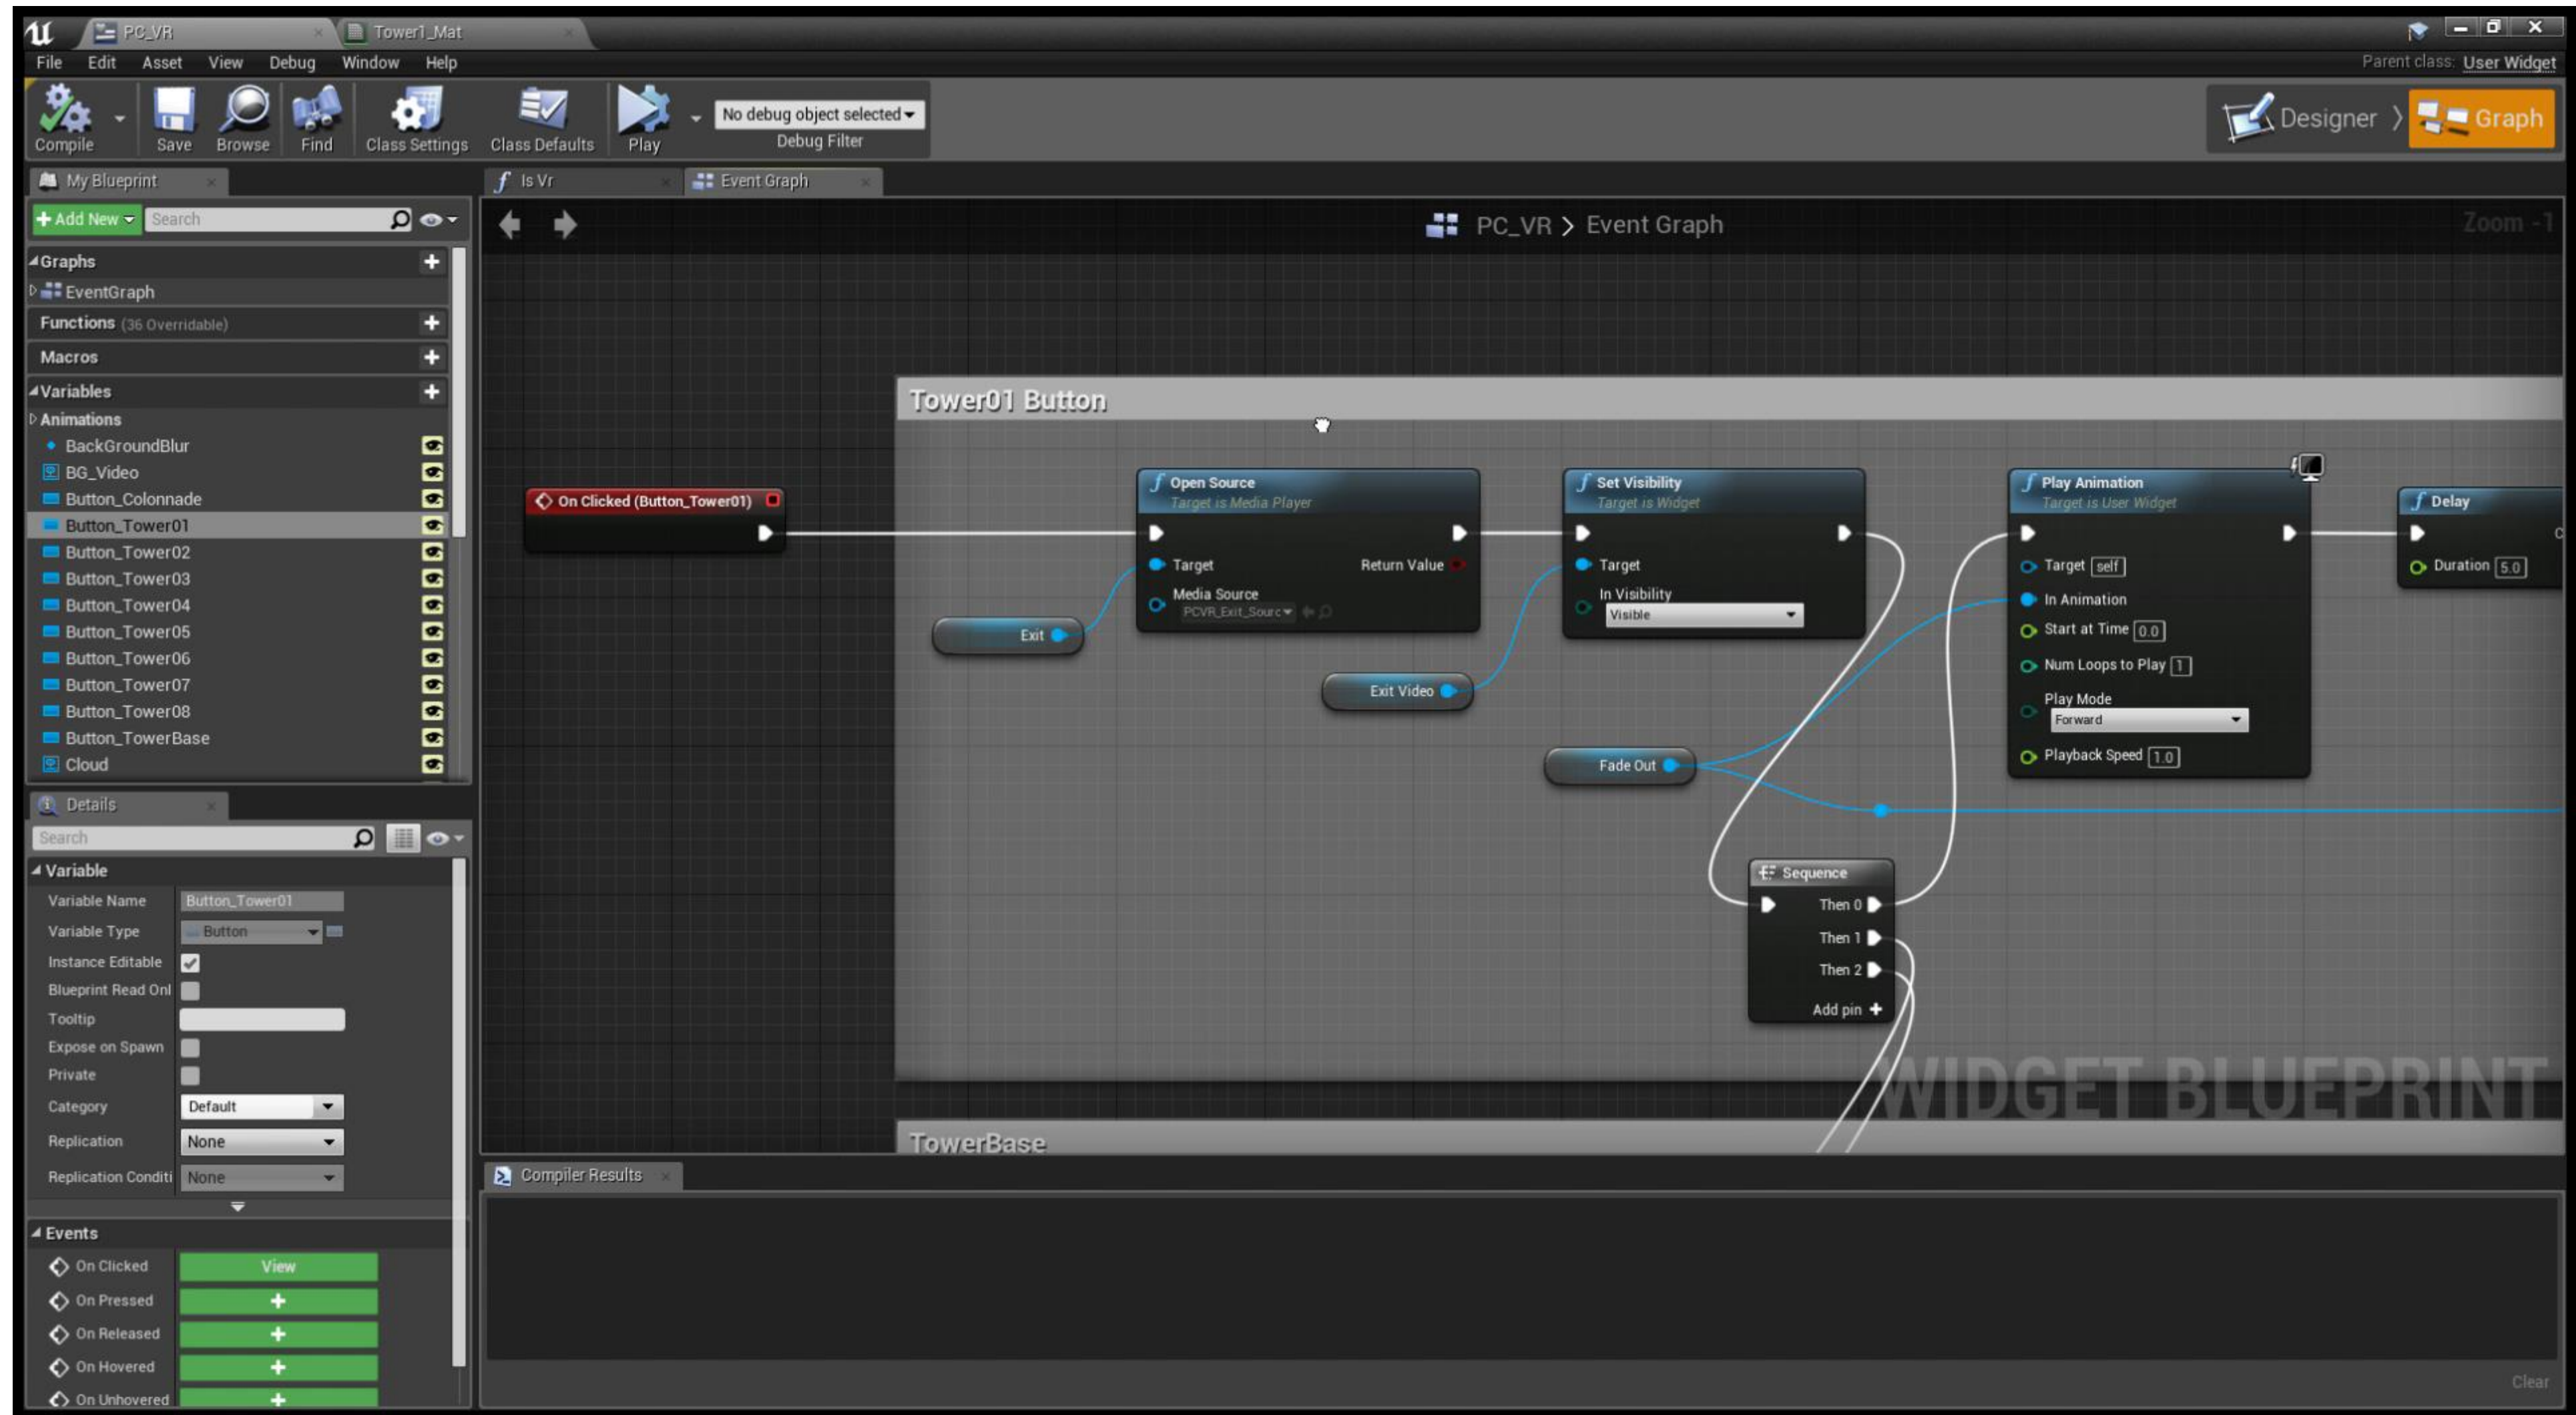 PC_VR
Tower1_Mat
File Edit Asset View Debug Window Help
Parent class: User Widget
Compile
Save
Browse
Find
Class Settings
Class Defaults
Play
No debug object selected
Debug Filter
Designer
Graph
My Blueprint
Is Vr
Event Graph
Add New
Search
PC_VR > Event Graph
Zoom -1
Graphs
EventGraph
Functions (36 Overridable)
Macros
Variables
Animations
BackGroundBlur
BG_Video
Button_Colonnade
Button_Tower01
Button_Tower02
Button_Tower03
Button_Tower04
Button_Tower05
Button_Tower06
Button_Tower07
Button_Tower08
Button_TowerBase
Cloud
Tower01 Button
On Clicked (Button_Tower01)
Open Source
Target is Media Player
Target
Return Value
Media Source
PCVR_Exit_Sourc
Exit
Set Visibility
Target is Widget
Target
In Visibility
Visible
Exit Video
Fade Out
Play Animation
Target is User Widget
Target self
In Animation
Start at Time 0.0
Num Loops to Play 1
Play Mode
Forward
Playback Speed 1.0
Delay
C
Duration 5.0
Sequence
Then 0
Then 1
Then 2
Add pin
WIDGET BLUEPRINT
TowerBase
Details
Search
Variable
Variable Name Button_Tower01
Variable Type Button
Instance Editable
Blueprint Read Onl
Tooltip
Expose on Spawn
Private
Category Default
Replication None
Replication Conditi None
Events
On Clicked View
On Pressed
On Released
On Hovered
On Unhovered
Compiler Results
Clear